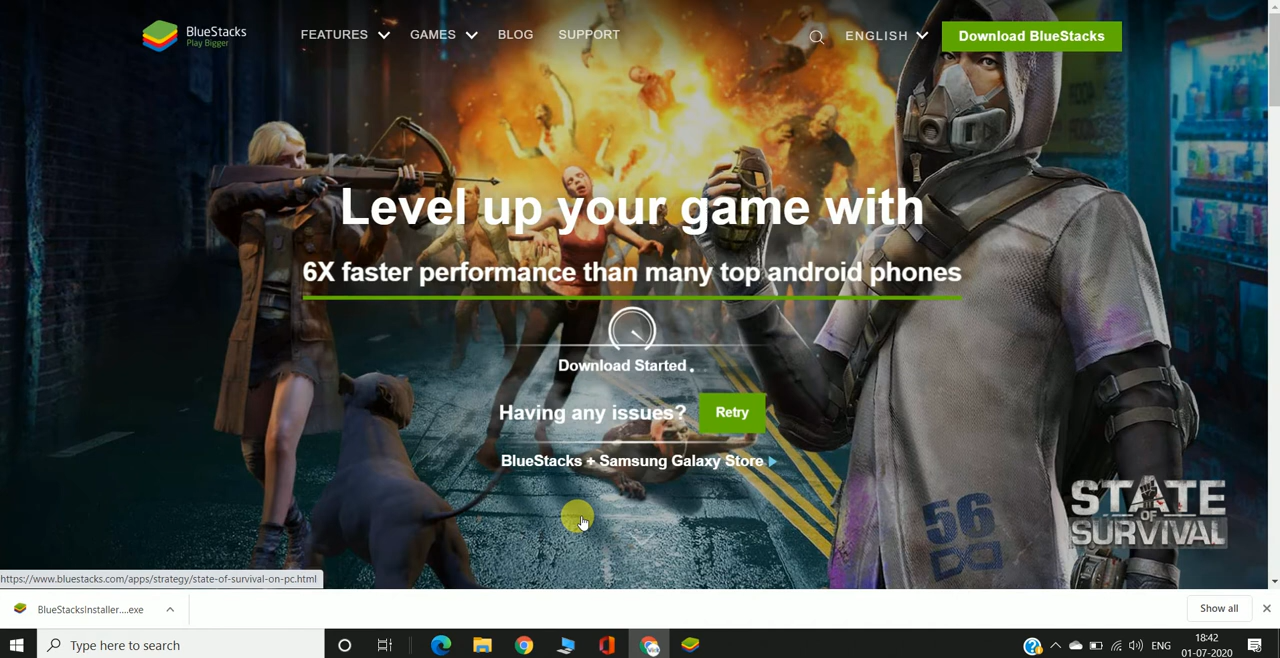 BlueStacks
Play Bigger
FEATURES
GAMES
BLOG
SUPPORT
ENGLISH
Download BlueStacks
Level up your game with
6X faster performance than many top android phones
Download Started.
Having any issues?
Retry
BlueStacks + Samsung Galaxy Store
56
STATE
OF
SURVIVAL
https://www.bluestacks.com/apps/strategy/state-of-survival-on-pc.html
BlueStacksInstaller....exe
Show all
Type here to search
ENG
18:42
01-07-2020